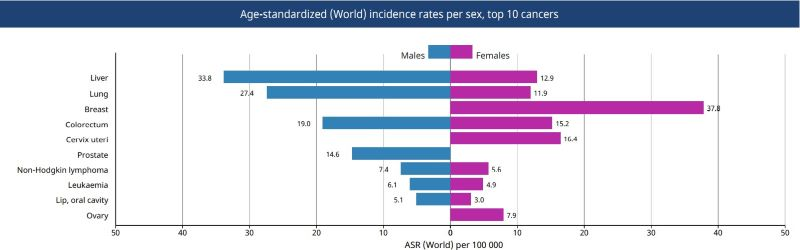 Age-standardized (World) incidence rates per sex, top 10 cancers
Males Females
Liver 33.8 12.9
Lung 27.4 11.9
Breast 37.8
Colorectum 19.0 15.2
Cervix uteri 16.4
Prostate 14.6
Non-Hodgkin lymphoma 7.4 5.6
Leukaemia 6.1 4.9
Lip, oral cavity 5.1 3.0
Ovary 7.9
50 40 30 20 10 0 10 20 30 40 50
ASR (World) per 100 000